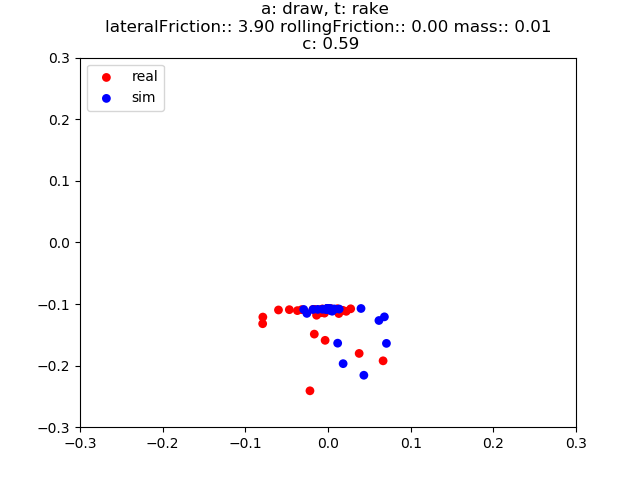 a: draw, t: rake
lateralFriction:: 3.90 rollingFriction:: 0.00 mass:: 0.01
c: 0.59
real
sim
0.3
0.2
0.1
0.0
−0.1
−0.2
−0.3
−0.3
−0.2
−0.1
0.0
0.1
0.2
0.3